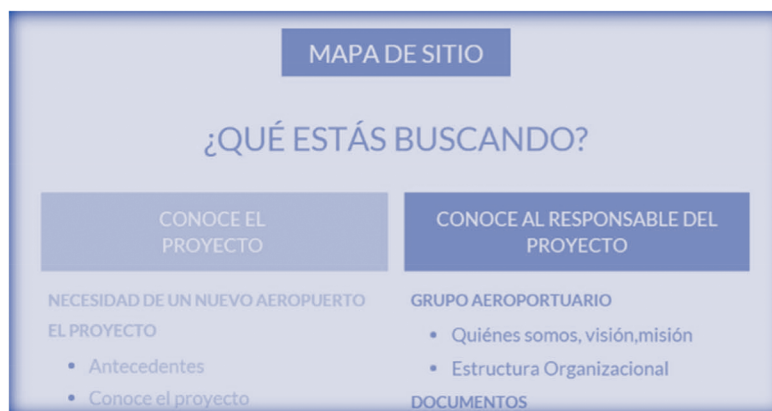 MAPA DE SITIO
¿QUÉ ESTÁS BUSCANDO?
CONOCE EL
PROYECTO
NECESIDAD DE UN NUEVO AEROPUERTO
EL PROYECTO
• Antecedentes
• Conoce el proyecto
CONOCE AL RESPONSABLE DEL
PROYECTO
GRUPO AEROPORTUARIO
• Quiénes somos, visión,misión
• Estructura Organizacional
DOCUMENTOS